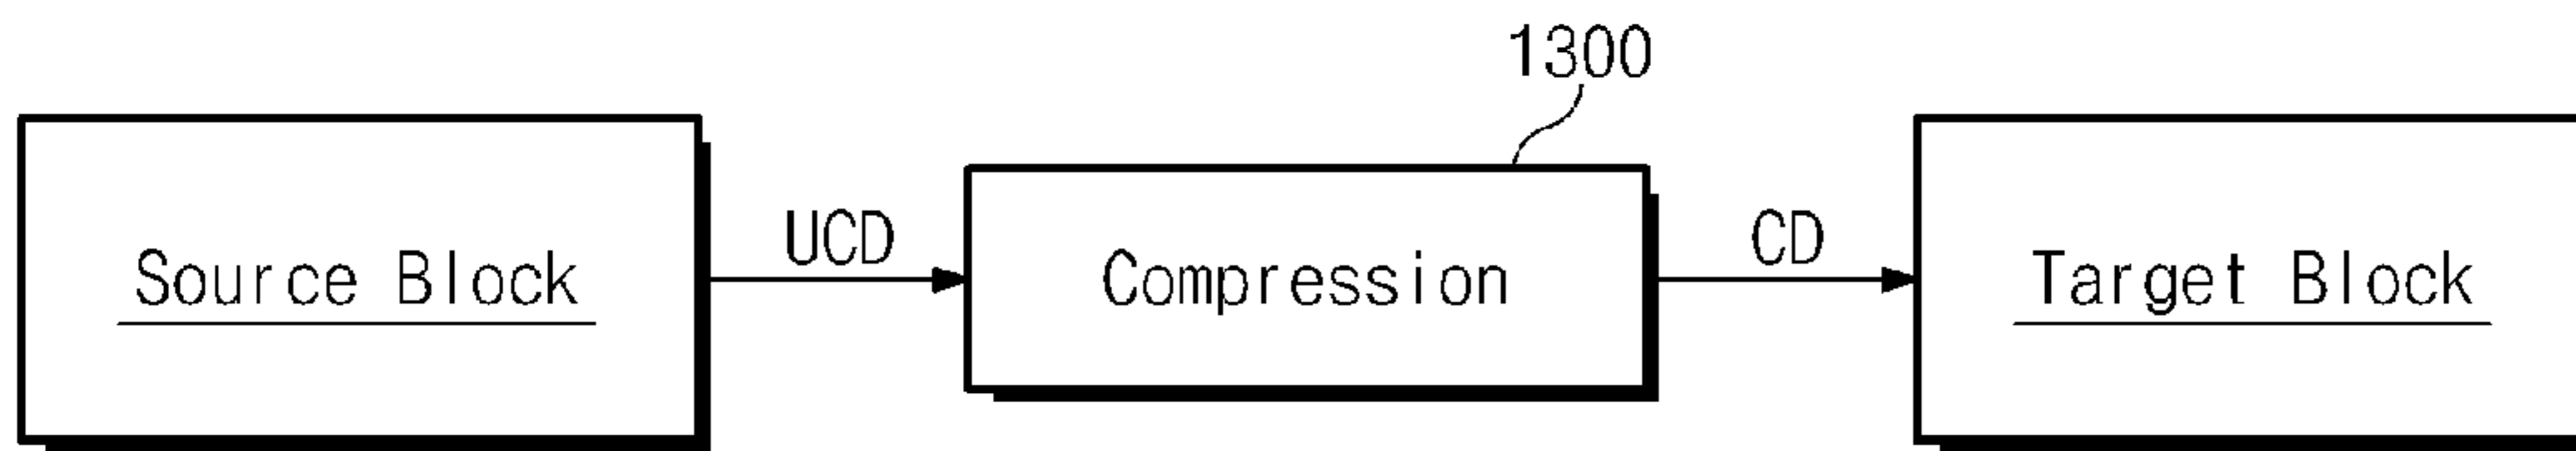 1300
UCD
CD
Source Block
Compression
Target Block